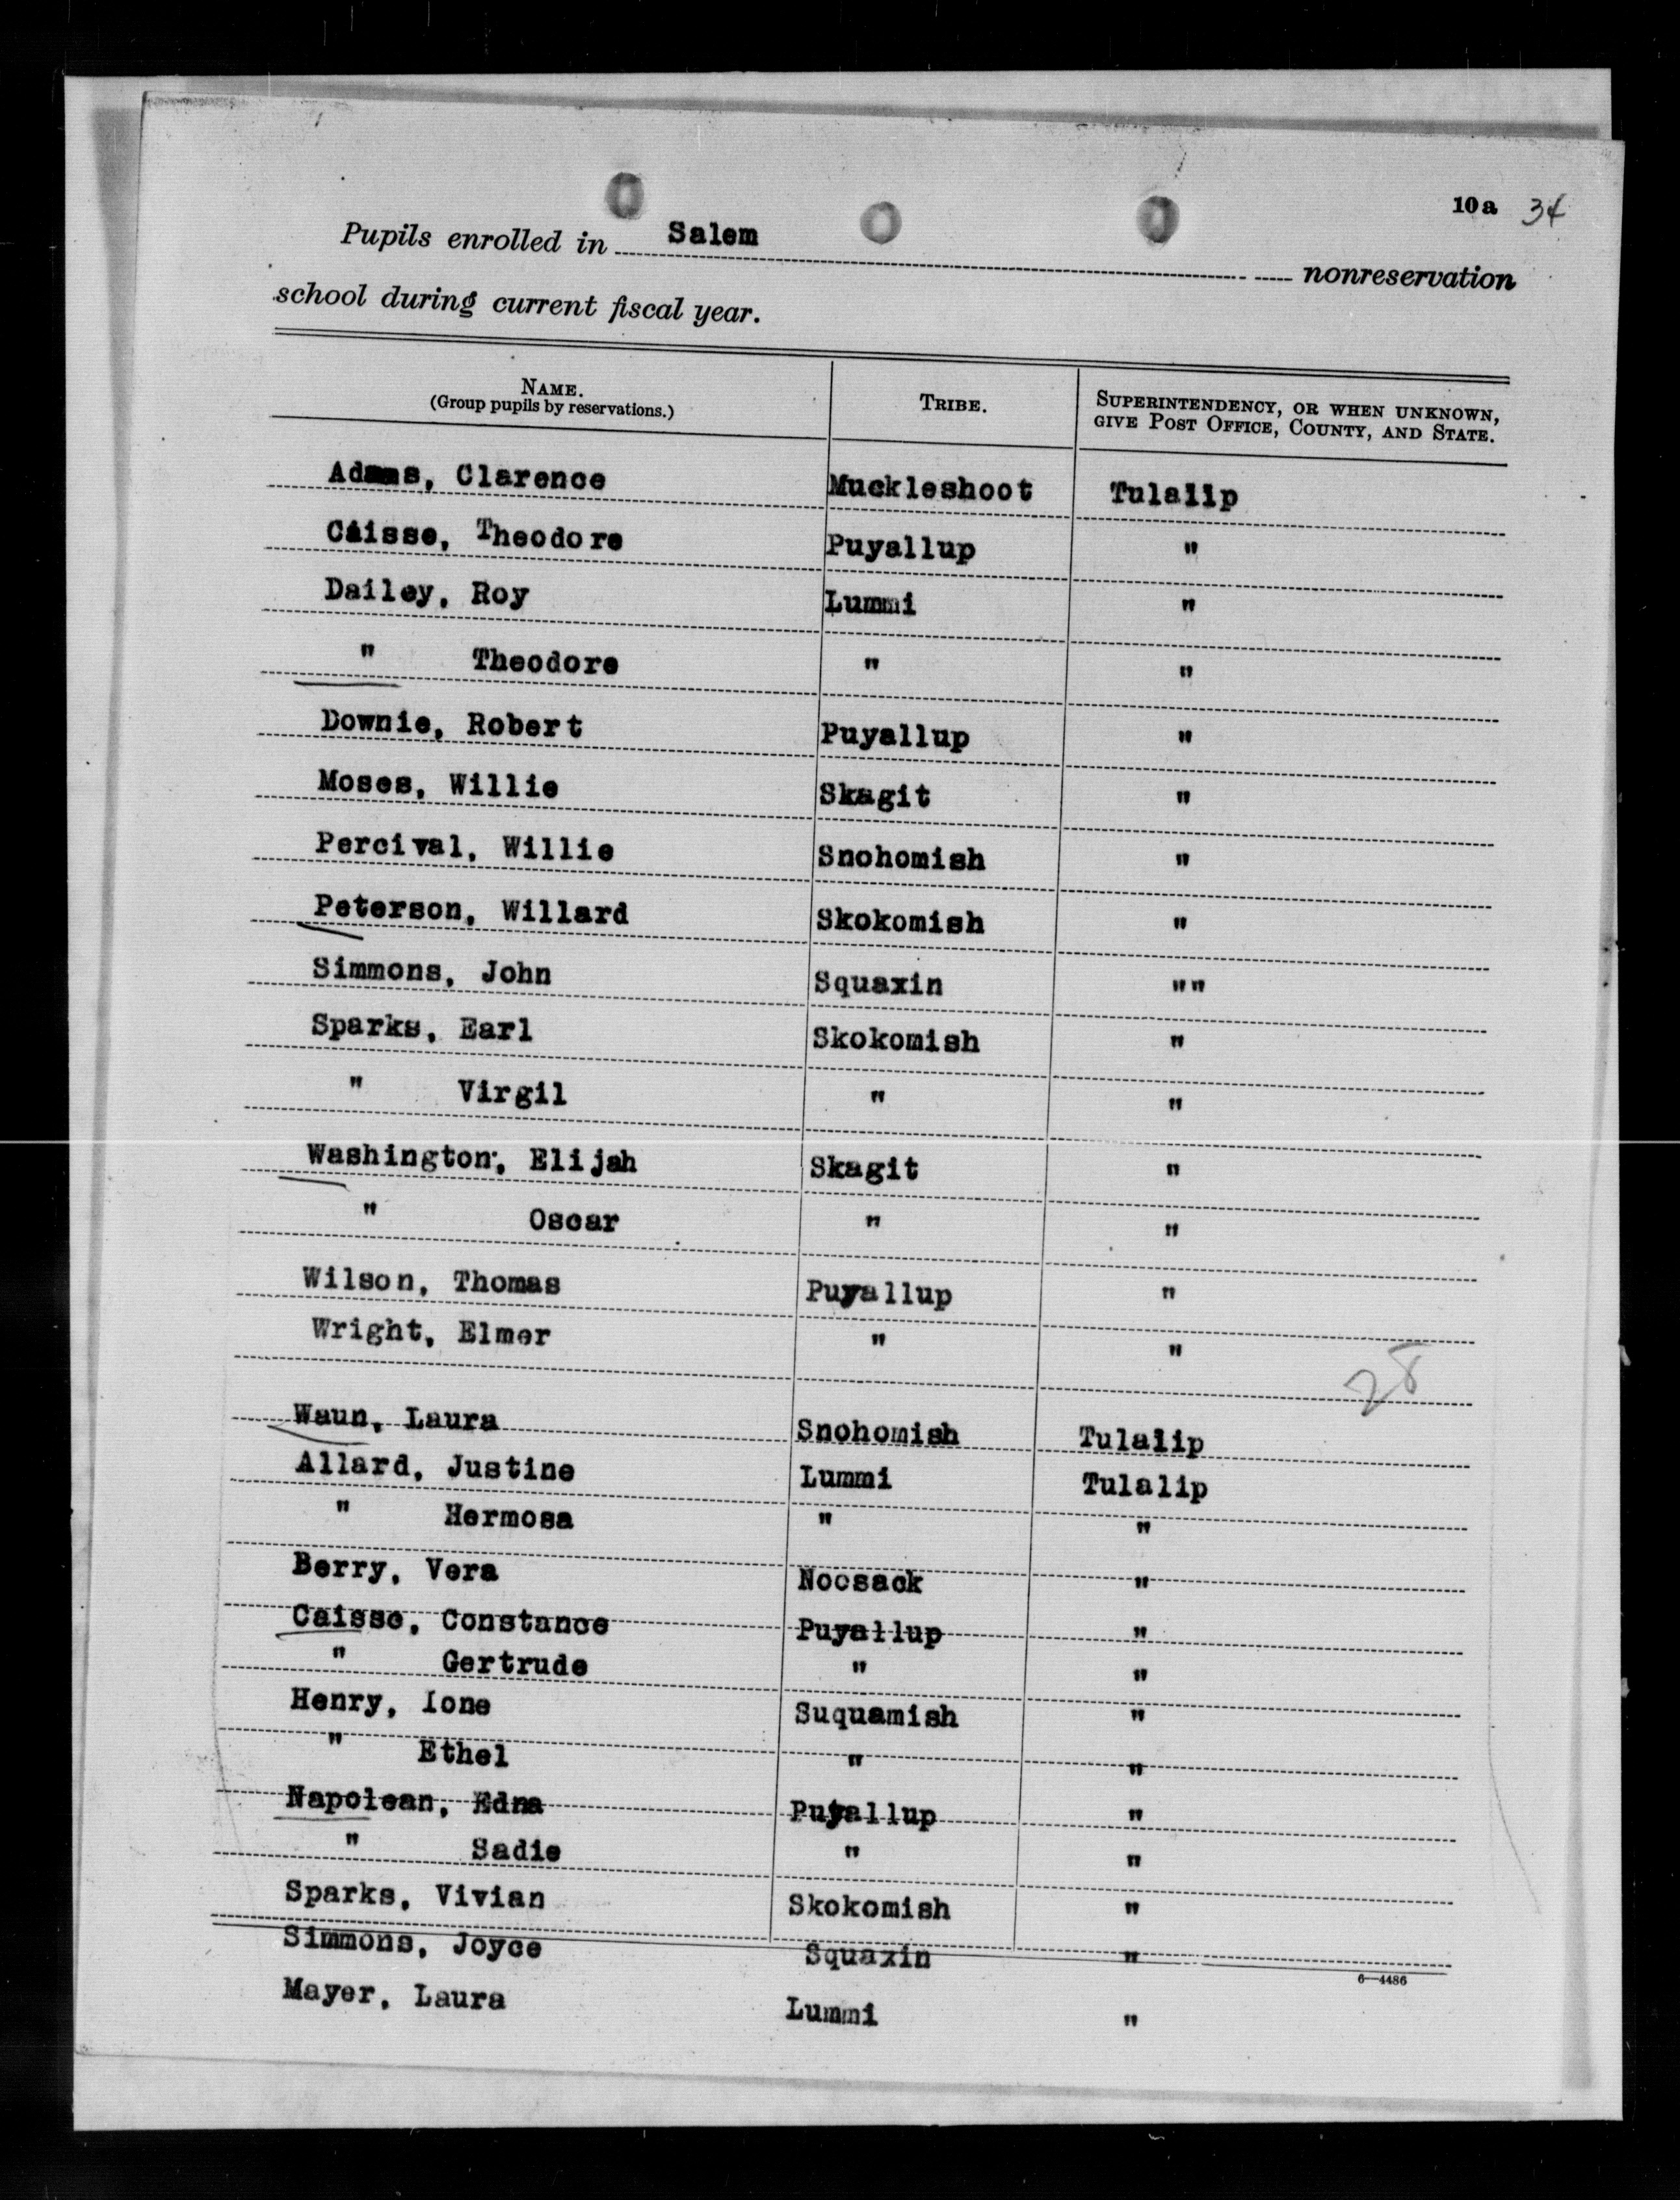 10a 34
Pupils enrolled in Salem nonreservation
school during current fiscal year.
NAME. (Group pupils by reservations.) TRIBE. SUPERINTENDENCY, OR WHEN UNKNOWN, GIVE POST OFFICE, COUNTY, AND STATE.
Adams, Clarence Muckleshoot Tulalip
Caisse, Theodore Puyallup "
Dailey, Roy Lummi "
" Theodore " "
Downie, Robert Puyallup "
Moses, Willie Skagit "
Percival, Willie Snohomish "
Peterson, Willard Skokomish "
Simmons, John Squaxin ""
Sparks, Earl Skokomish "
" Virgil " "
Washington, Elijah Skagit "
" Oscar " "
Wilson, Thomas Puyallup "
Wright, Elmer " "
28
Waun, Laura Snohomish Tulalip
Allard, Justine Lummi Tulalip
" Hermosa " "
Berry, Vera Noosack "
Caisse, Constance Puyallup "
" Gertrude " "
Henry, Ione Suquamish "
" Ethel " "
Napolean, Edna Puyallup "
" Sadie " "
Sparks, Vivian Skokomish "
Simmons, Joyce Squaxin "
6—4486
Mayer, Laura Lummi "